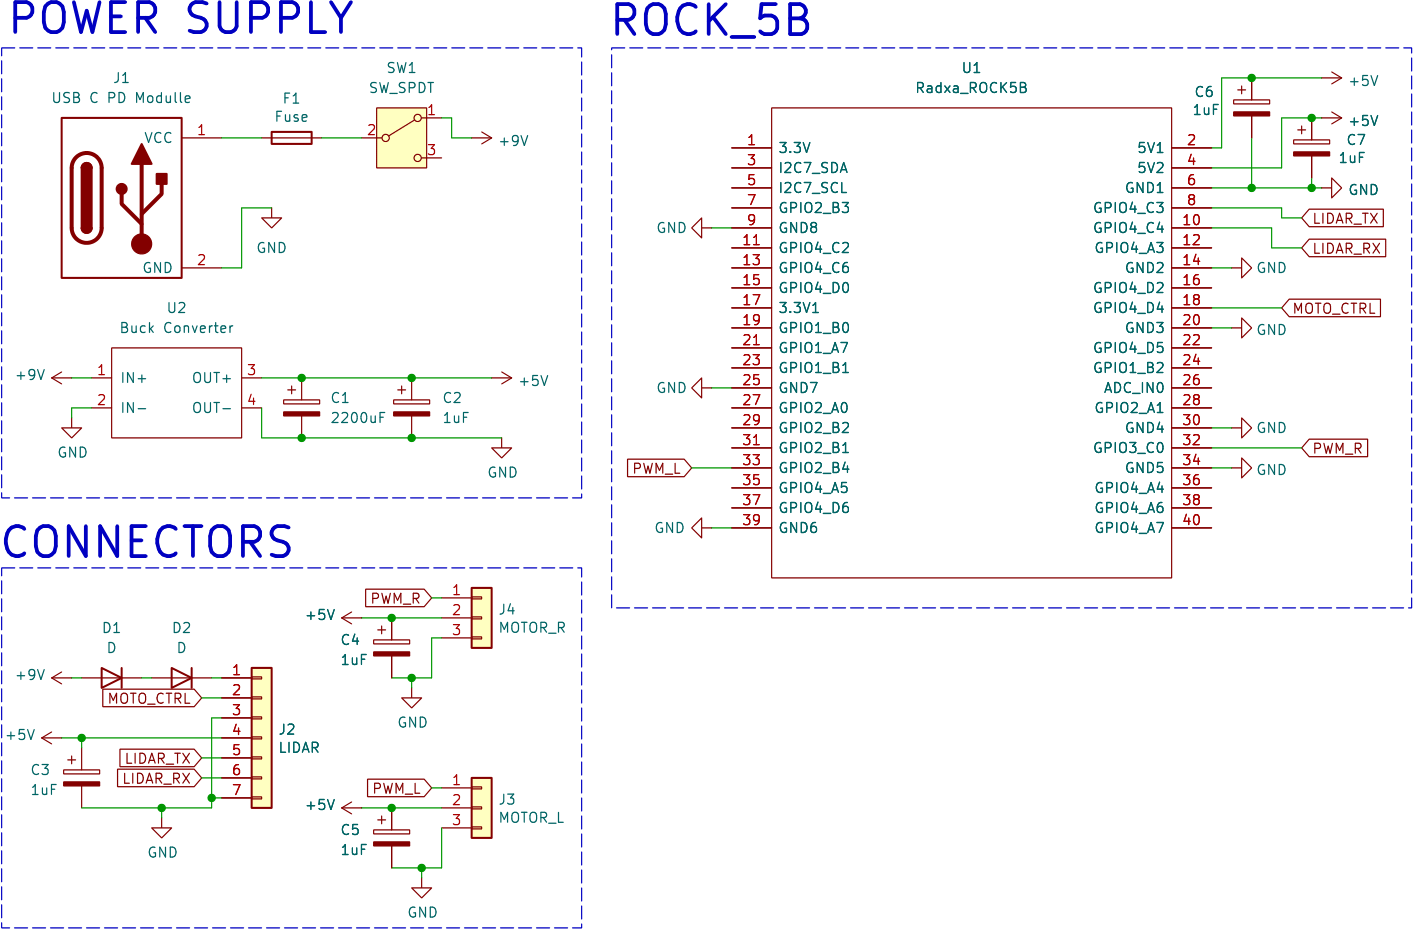 POWER SUPPLY
J1
USB C PD Modulle
VCC
1
GND
2
GND
F1
Fuse
SW1
SW_SPDT
2
1
3
+9V
U2
Buck Converter
+9V
1
IN+
OUT+
3
2
IN-
OUT-
4
GND
C1
2200uF
C2
1uF
+5V
GND
CONNECTORS
D1
D
D2
D
+9V
MOTO_CTRL
+5V
LIDAR_TX
LIDAR_RX
C3
1uF
GND
1
2
3
4
5
6
7
J2
LIDAR
PWM_R
+5V
C4
1uF
GND
1
2
3
J4
MOTOR_R
PWM_L
+5V
C5
1uF
GND
1
2
3
J3
MOTOR_L
ROCK_5B
U1
Radxa_ROCK5B
1 3.3V
3 I2C7_SDA
5 I2C7_SCL
7 GPIO2_B3
GND 9 GND8
11 GPIO4_C2
13 GPIO4_C6
15 GPIO4_D0
17 3.3V1
19 GPIO1_B0
21 GPIO1_A7
23 GPIO1_B1
GND 25 GND7
27 GPIO2_A0
29 GPIO2_B2
31 GPIO2_B1
PWM_L 33 GPIO2_B4
35 GPIO4_A5
37 GPIO4_D6
GND 39 GND6
5V1 2
5V2 4
GND1 6
GPIO4_C3 8
GPIO4_C4 10
GPIO4_A3 12
GND2 14 GND
GPIO4_D2 16
GPIO4_D4 18 MOTO_CTRL
GND3 20 GND
GPIO4_D5 22
GPIO1_B2 24
ADC_IN0 26
GPIO2_A1 28
GND4 30 GND
GPIO3_C0 32 PWM_R
GND5 34 GND
GPIO4_A4 36
GPIO4_A6 38
GPIO4_A7 40
C6
1uF
+5V
+5V
C7
1uF
GND
LIDAR_TX
LIDAR_RX